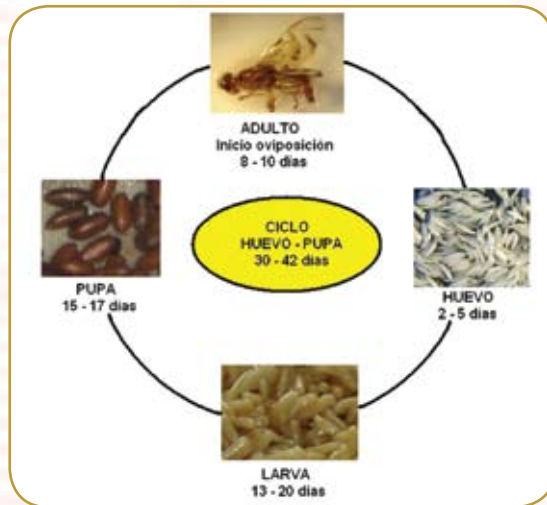 ADULTO
Inicio oviposición
8 - 10 días
CICLO
HUEVO - PUPA
30 - 42 días
PUPA
15 - 17 días
HUEVO
2 - 5 días
LARVA
13 - 20 días